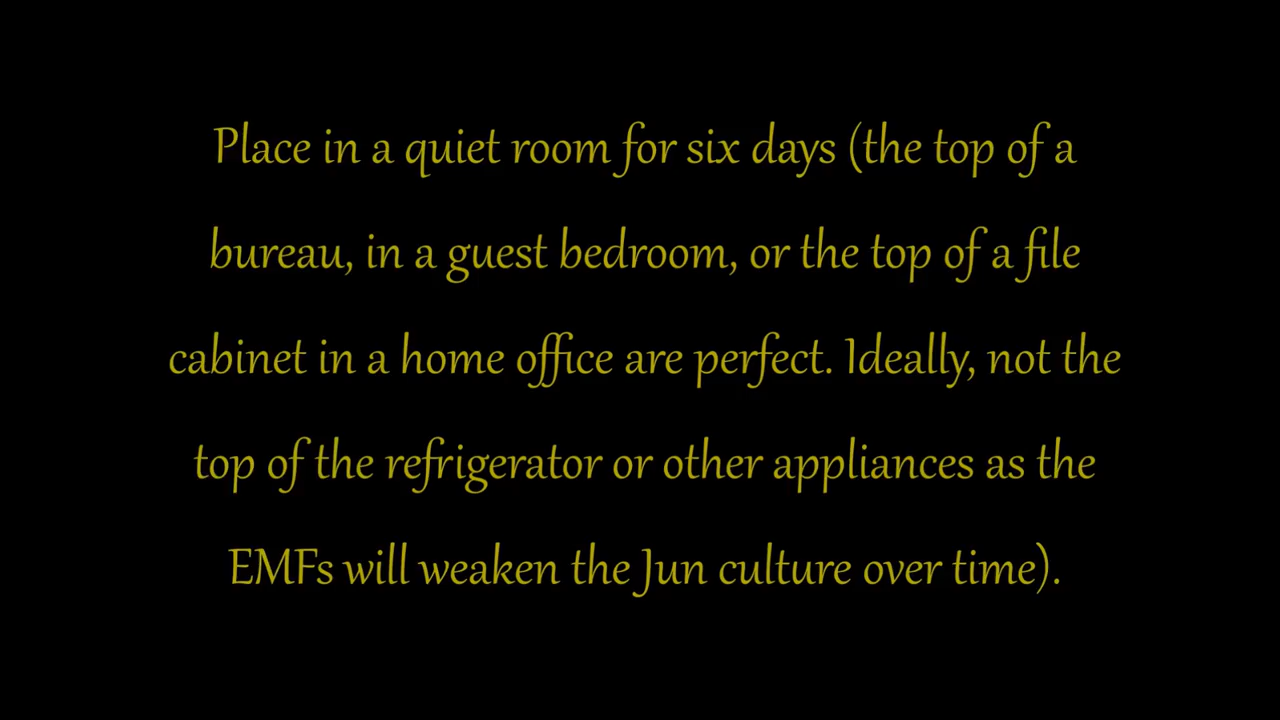 Place in a quiet room for six days (the top of a
bureau, in a guest bedroom, or the top of a file
cabinet in a home office are perfect. Ideally, not the
top of the refrigerator or other appliances as the
EMFs will weaken the Jun culture over time).